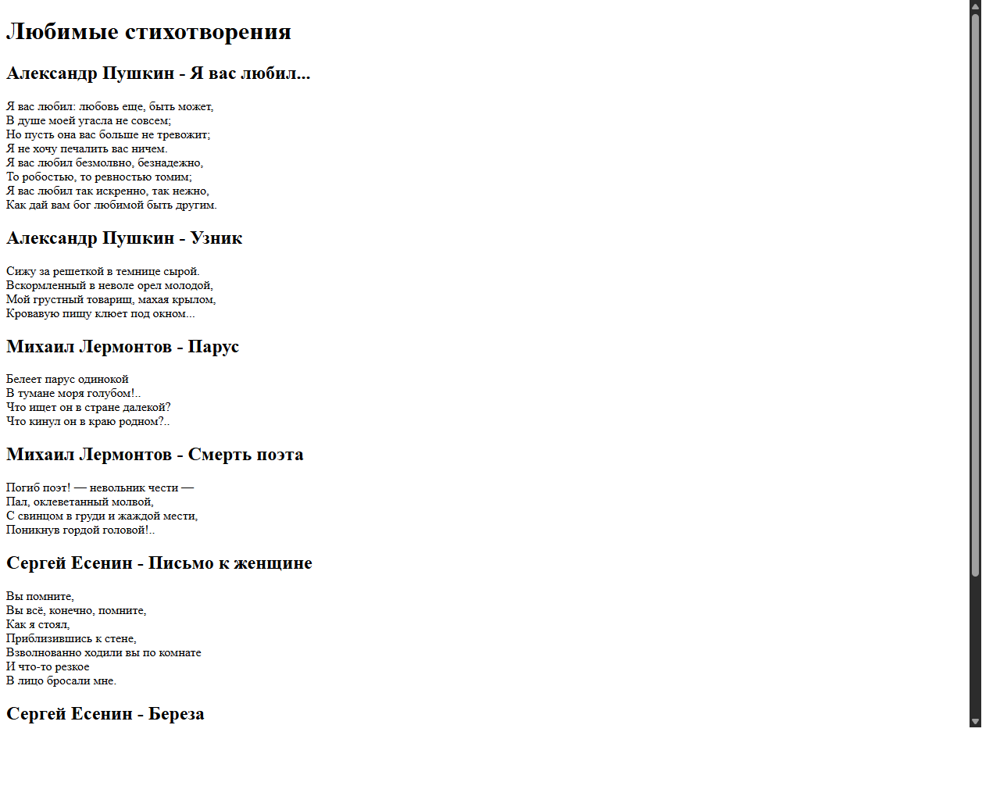 Любимые стихотворения
Александр Пушкин - Я вас любил...
Я вас любил: любовь еще, быть может,
В душе моей угасла не совсем;
Но пусть она вас больше не тревожит;
Я не хочу печалить вас ничем.
Я вас любил безмолвно, безнадежно,
То робостью, то ревностью томим;
Я вас любил так искренно, так нежно,
Как дай вам бог любимой быть другим.
Александр Пушкин - Узник
Сижу за решеткой в темнице сырой.
Вскормленный в неволе орел молодой,
Мой грустный товарищ, махая крылом,
Кровавую пищу клюет под окном...
Михаил Лермонтов - Парус
Белеет парус одинокой
В тумане моря голубом!..
Что ищет он в стране далекой?
Что кинул он в краю родном?..
Михаил Лермонтов - Смерть поэта
Погиб поэт! — невольник чести —
Пал, оклеветанный молвой,
С свинцом в груди и жаждой мести,
Поникнув гордой головой!..
Сергей Есенин - Письмо к женщине
Вы помните,
Вы всё, конечно, помните,
Как я стоял,
Приблизившись к стене,
Взволнованно ходили вы по комнате
И что-то резкое
В лицо бросали мне.
Сергей Есенин - Береза